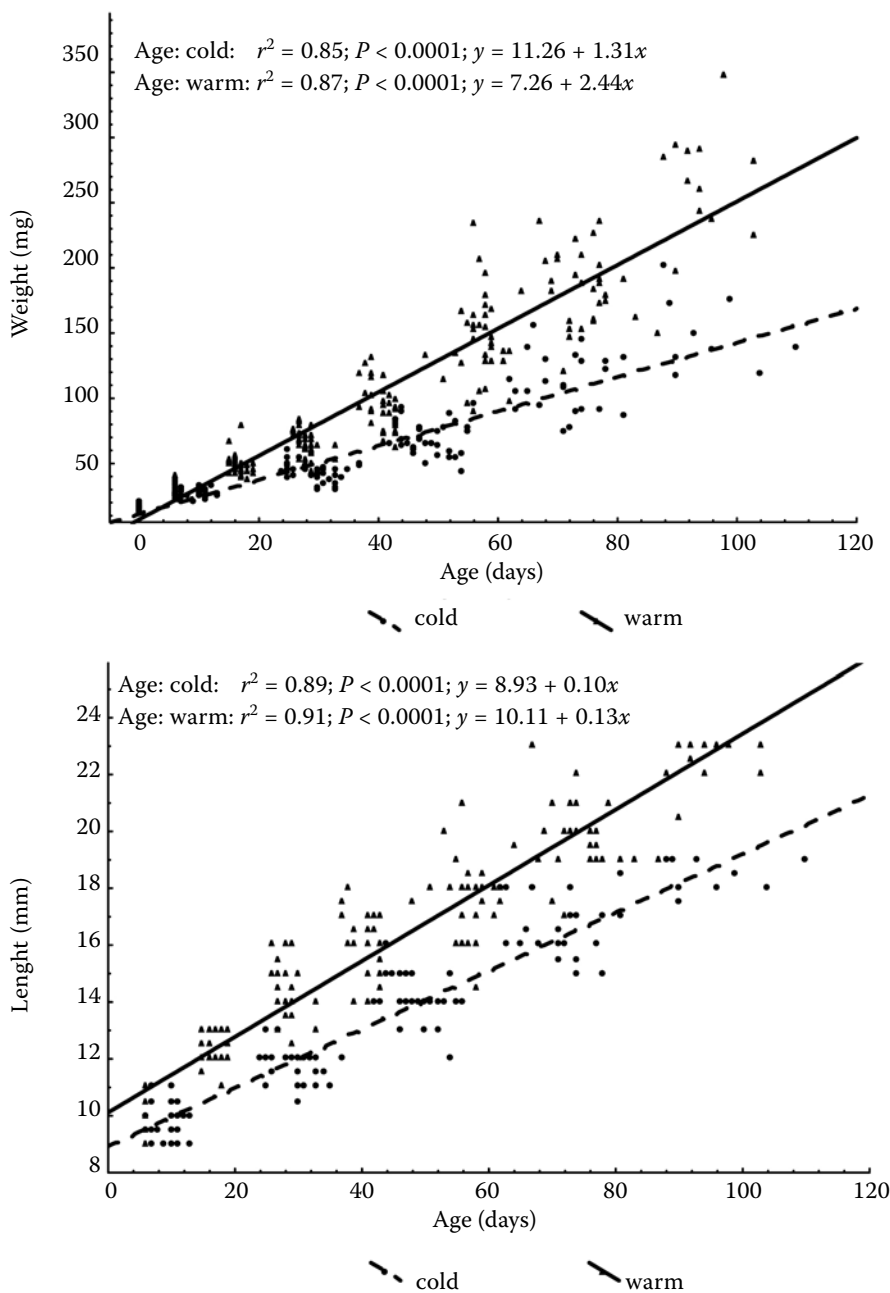 350
Age: cold: r² = 0.85; P < 0.0001; y = 11.26 + 1.31x
Age: warm: r² = 0.87; P < 0.0001; y = 7.26 + 2.44x
300
250
Weight (mg)
200
150
100
50
0 20 40 60 80 100 120
Age (days)
cold warm
Age: cold: r² = 0.89; P < 0.0001; y = 8.93 + 0.10x
Age: warm: r² = 0.91; P < 0.0001; y = 10.11 + 0.13x
24
22
20
18
Lenght (mm)
16
14
12
10
8
0 20 40 60 80 100 120
Age (days)
cold warm